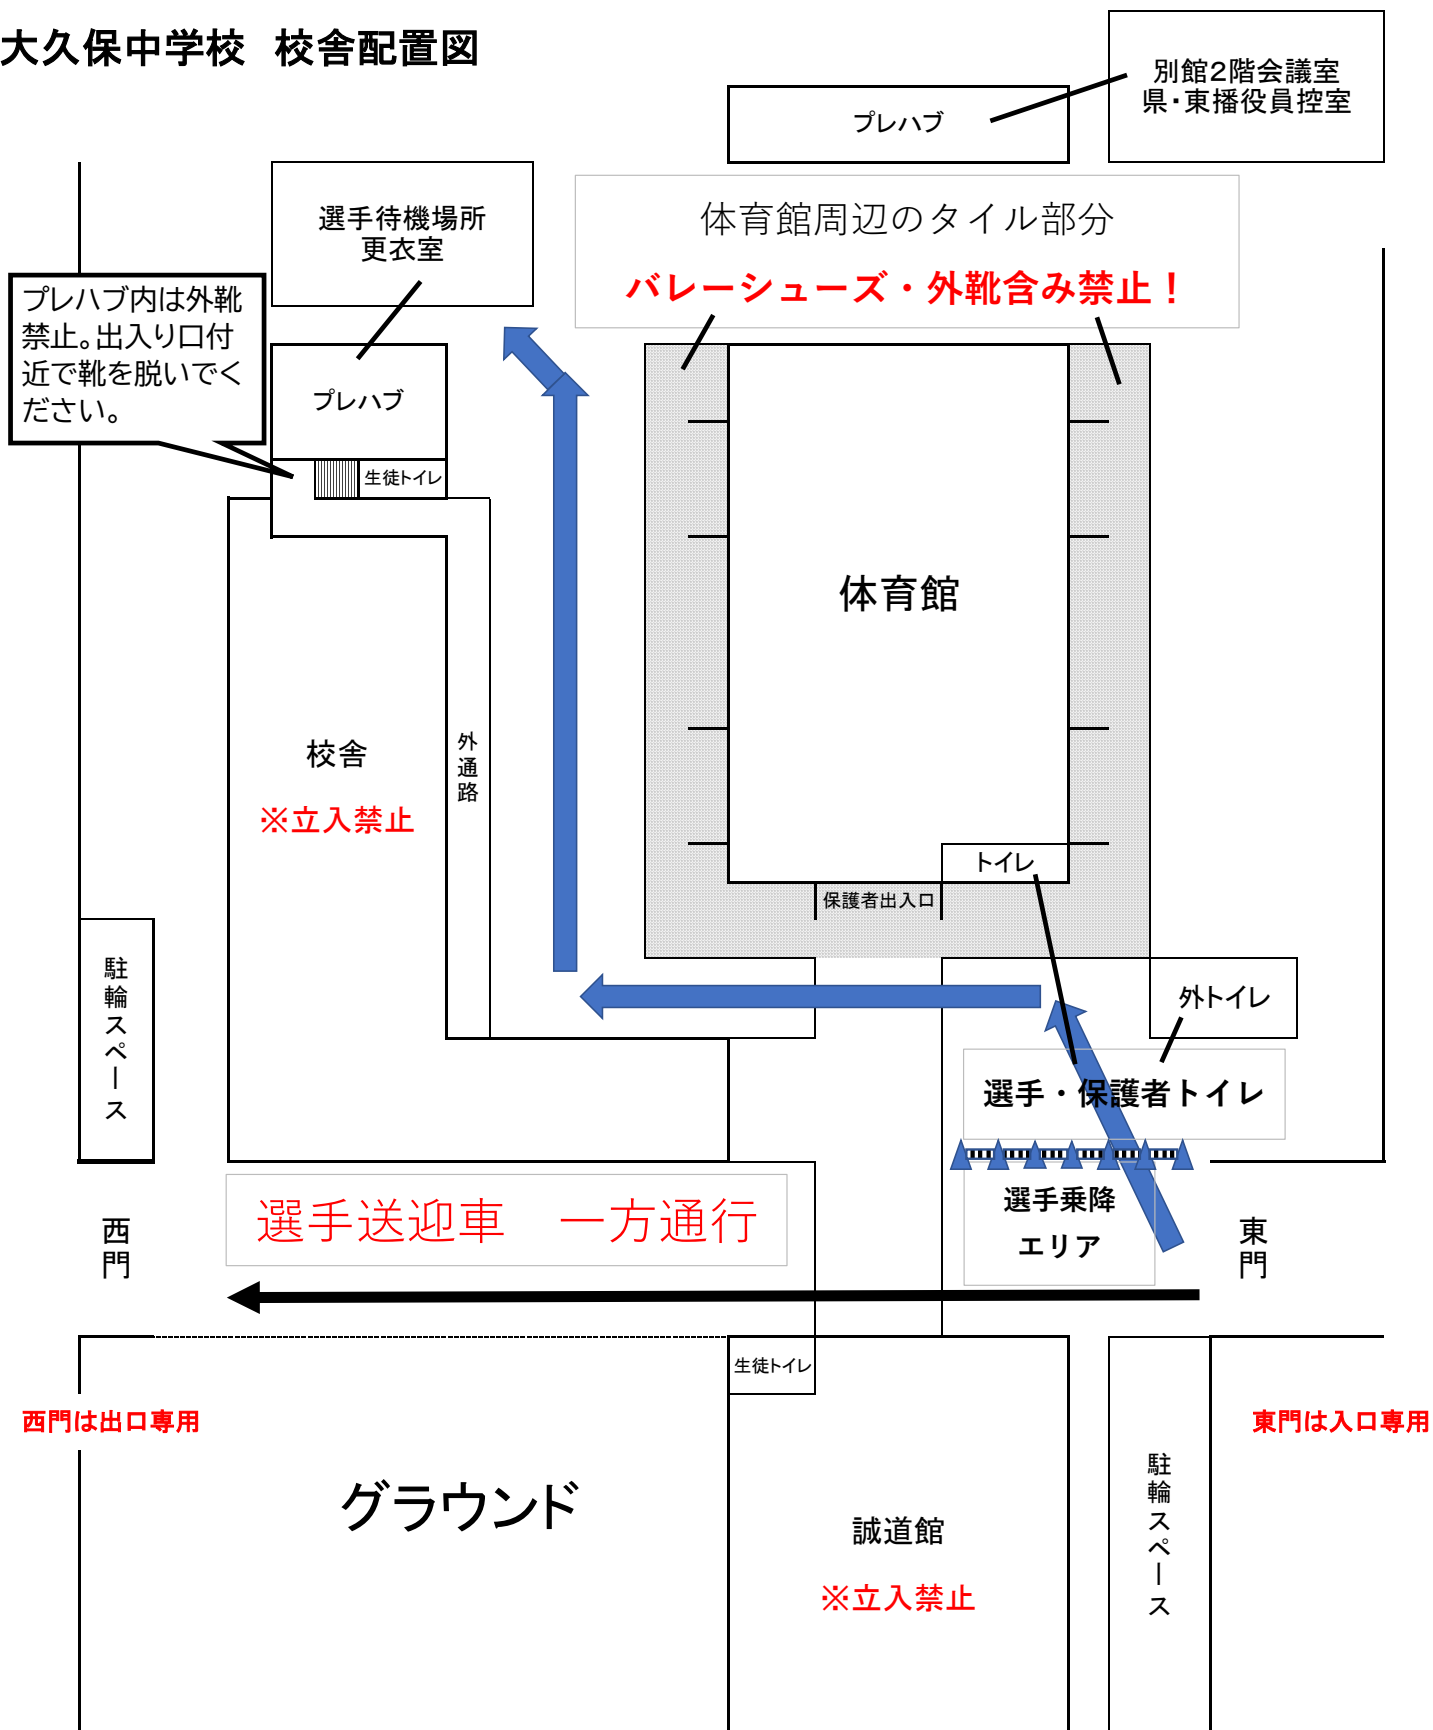 大久保中学校　校舎配置図
別館２階会議室
県・東播役員控室
プレハブ
選手待機場所
更衣室
体育館周辺のタイル部分
バレーシューズ・外靴含み禁止！
プレハブ内は外靴
禁止。出入り口付
近で靴を脱いでく
ださい。
プレハブ
生徒トイレ
体育館
校舎
※立入禁止
外通路
トイレ
保護者出入口
駐輪スペース
外トイレ
選手・保護者トイレ
選手乗降
エリア
西門
選手送迎車　一方通行
東門
生徒トイレ
西門は出口専用
東門は入口専用
グラウンド
誠道館
※立入禁止
駐輪スペース